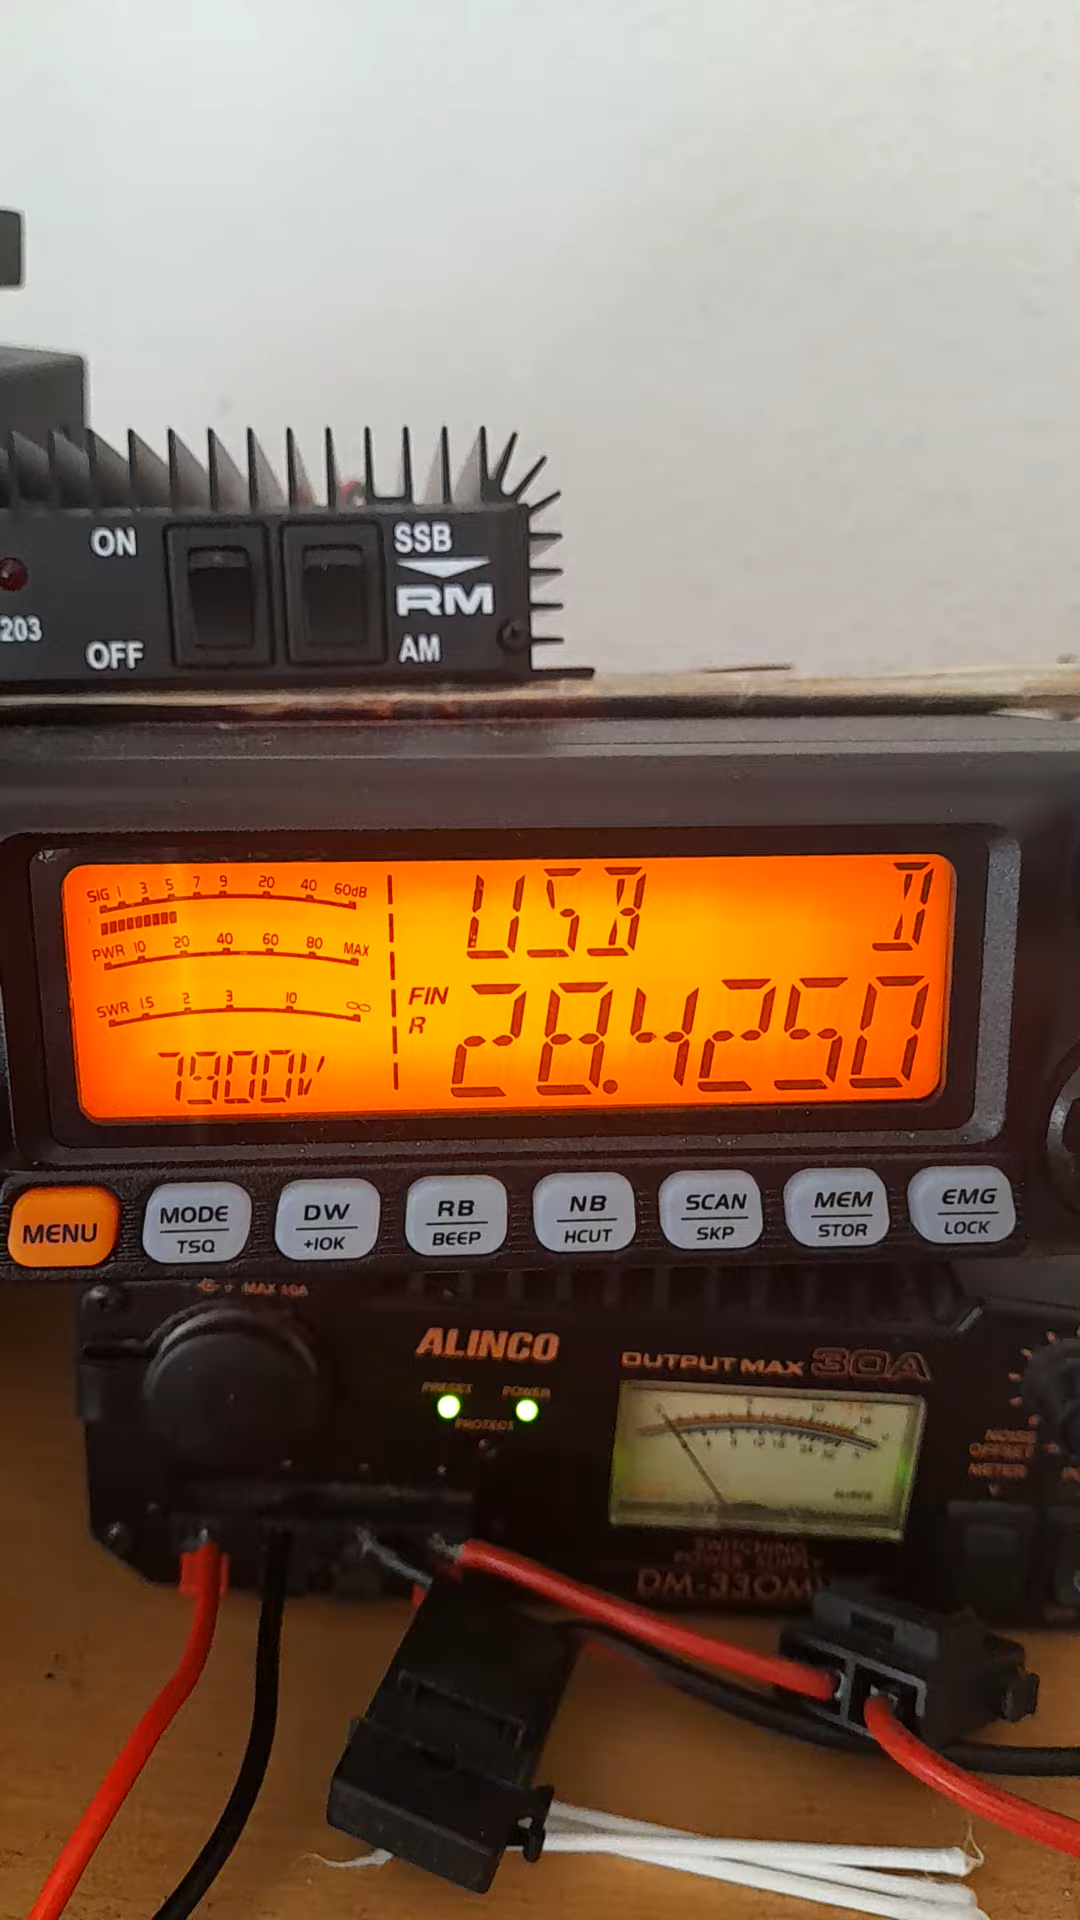 ON SSB
RM
203
OFF AM
SIG 1 3 5 7 9 20 40 60dB
USB D
PWR 10 20 40 60 80 MAX
FIN
R
28.4250
SWR 1.5 2 3 10 ∞
7900V
MENU
MODE
TSQ
DW
+10K
RB
BEEP
NB
HCUT
SCAN
SKP
MEM
STOR
EMG
LOCK
MAX 10A
ALINCO
OUTPUT MAX 30A
PRESET POWER
PROTECT
NOISE
OFFSET
METER
SWITCHING
POWER SUPPLY
DM-330M